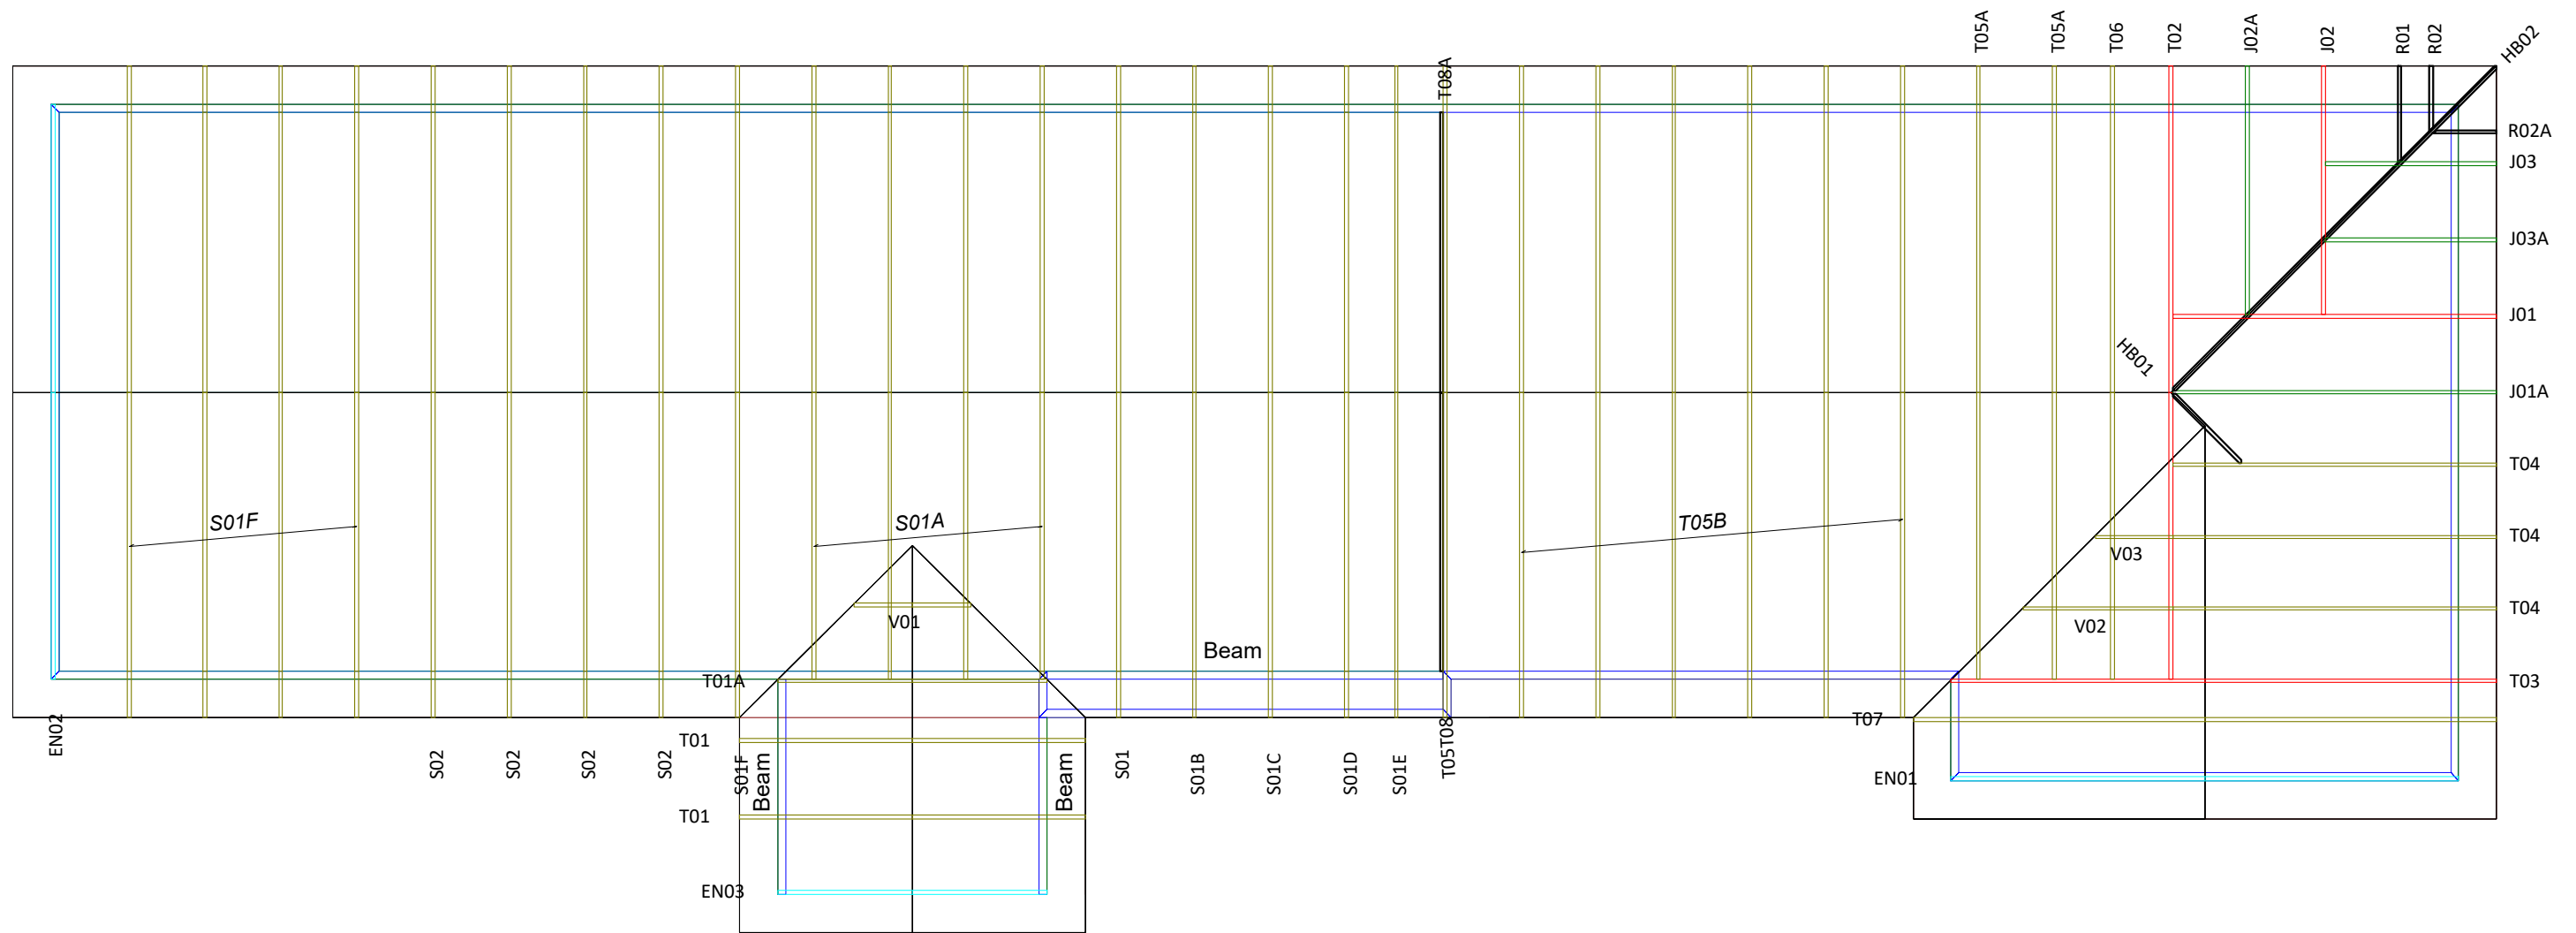 T05A
T05A
T06
T02
J02A
J02
R01
R02
HB02
T08A
R02A
J03
J03A
J01
HB01
J01A
T04
S01F
S01A
T05B
T04
V03
T04
V01
V02
Beam
T01A
T03
EN02
T07
T01
S02
S02
S02
S02
S01F
Beam
Beam
S01
S01B
S01C
S01D
S01E
T05T08
EN01
T01
EN03